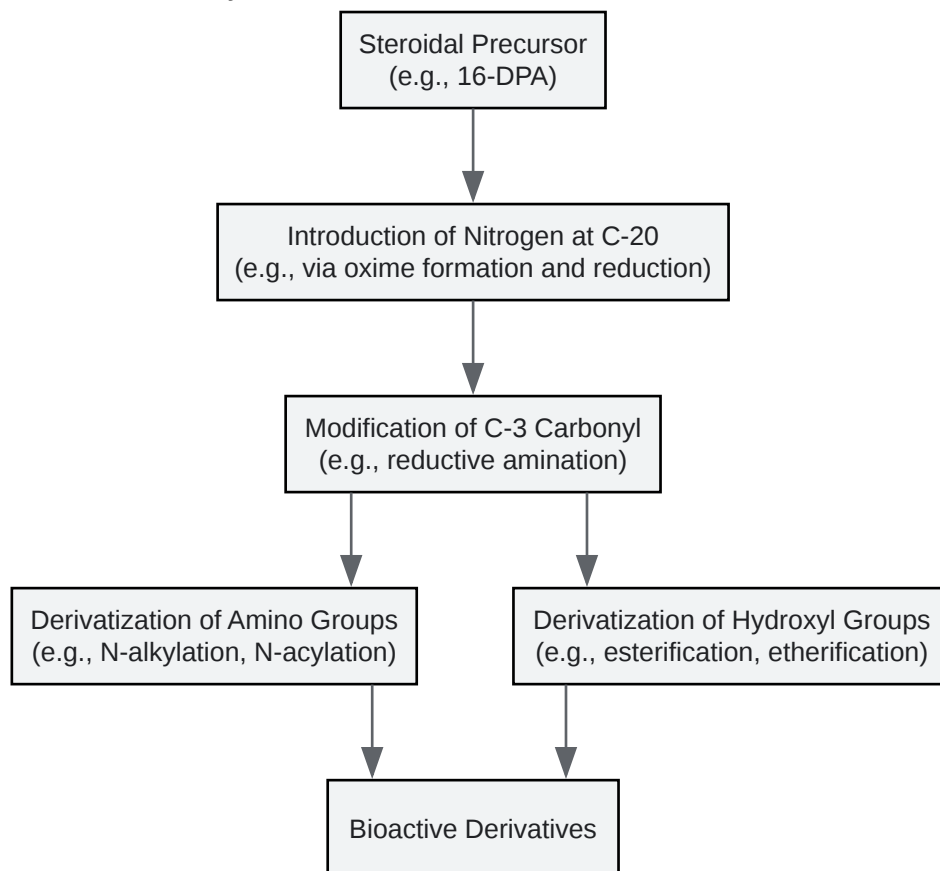 Steroidal Precursor
(e.g., 16-DPA)
Introduction of Nitrogen at C-20
(e.g., via oxime formation and reduction)
Modification of C-3 Carbonyl
(e.g., reductive amination)
Derivatization of Amino Groups
(e.g., N-alkylation, N-acylation)
Derivatization of Hydroxyl Groups
(e.g., esterification, etherification)
Bioactive Derivatives